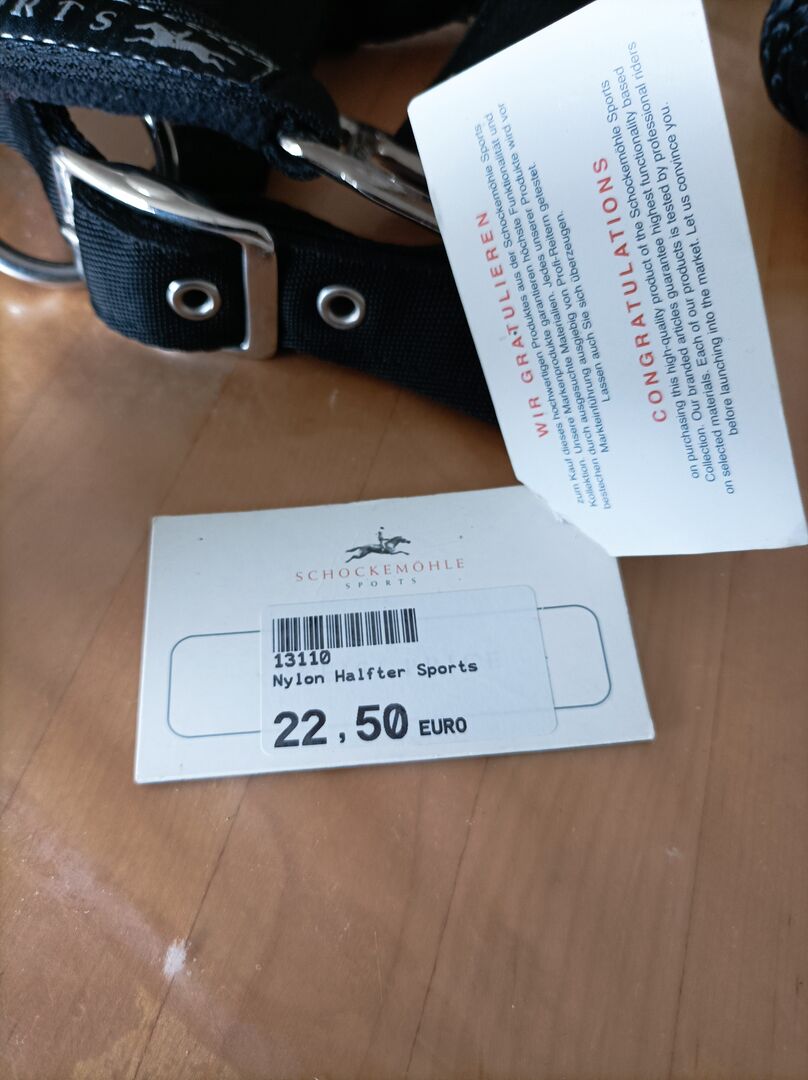 RTS
WIR GRATULIEREN
zum Kauf dieses hochwertigen Produktes aus der Schockemöhle Sports
Kollektion. Unsere Markenprodukte garantieren höchste Funktionalität und
bestechen durch ausgesuchte Materialien. Jedes unserer Produkte wird vor
Markteinführung ausgiebig von Profi-Reitern getestet.
Lassen auch Sie sich überzeugen.
CONGRATULATIONS
on purchasing this high-quality product of the Schockemöhle Sports
Collection. Our branded articles guarantee highest functionality based
on selected materials. Each of our products is tested by professional riders
before launching into the market. Let us convince you.
SCHOCKEMÖHLE
SPORTS
13110
Nylon Halfter Sports
22,50 EURO